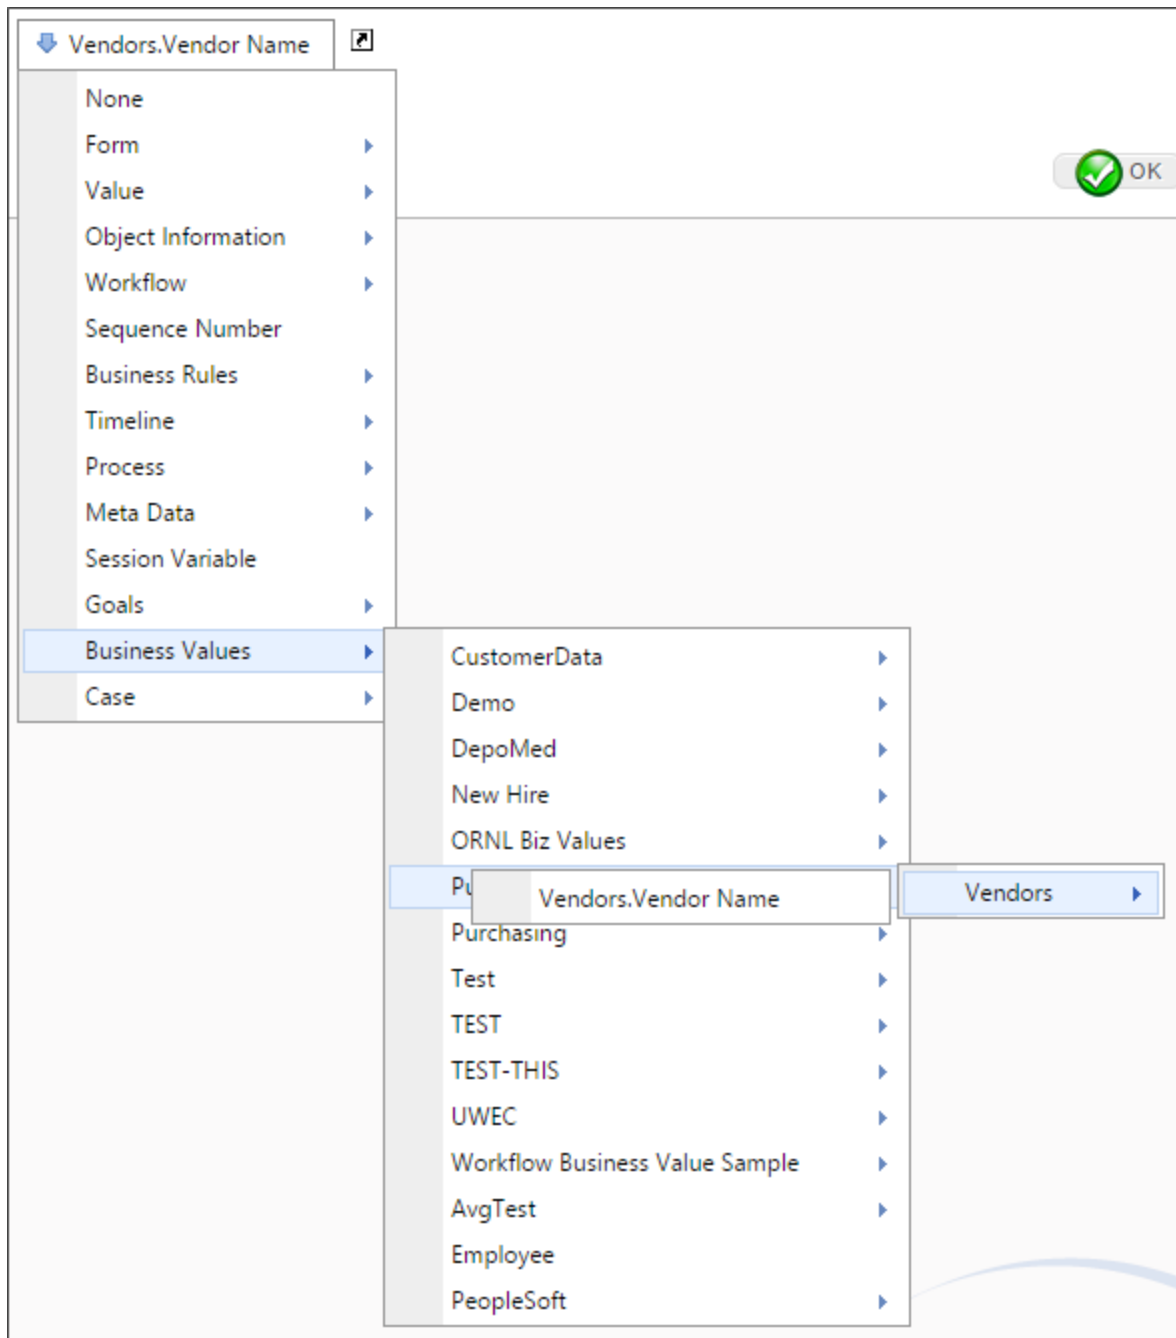 Vendors.Vendor Name
OK
None
Form
Value
Object Information
Workflow
Sequence Number
Business Rules
Timeline
Process
Meta Data
Session Variable
Goals
Business Values
Case
CustomerData
Demo
DepoMed
New Hire
ORNL Biz Values
Vendors.Vendor Name
Vendors
Purchasing
Test
TEST
TEST-THIS
UWEC
Workflow Business Value Sample
AvgTest
Employee
PeopleSoft